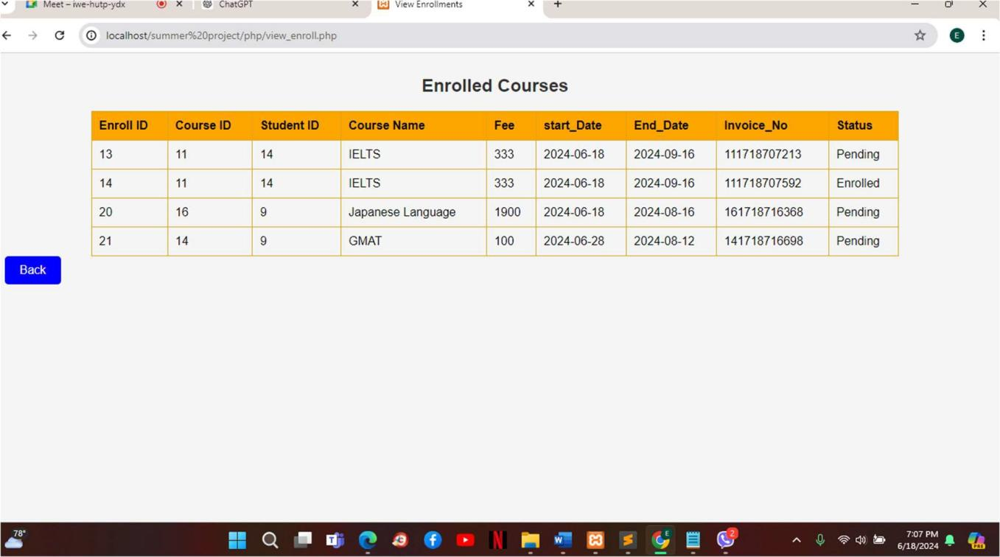 Meet – iwe-hutp-ydx
ChatGPT
View Enrollments
localhost/summer%20project/php/view_enroll.php
E
Enrolled Courses
Enroll ID Course ID Student ID Course Name Fee start_Date End_Date Invoice_No Status
13 11 14 IELTS 333 2024-06-18 2024-09-16 111718707213 Pending
14 11 14 IELTS 333 2024-06-18 2024-09-16 111718707592 Enrolled
20 16 9 Japanese Language 1900 2024-06-18 2024-08-16 161718716368 Pending
21 14 9 GMAT 100 2024-06-28 2024-08-12 141718716698 Pending
Back
78°
E
2
7:07 PM
6/18/2024
PRE